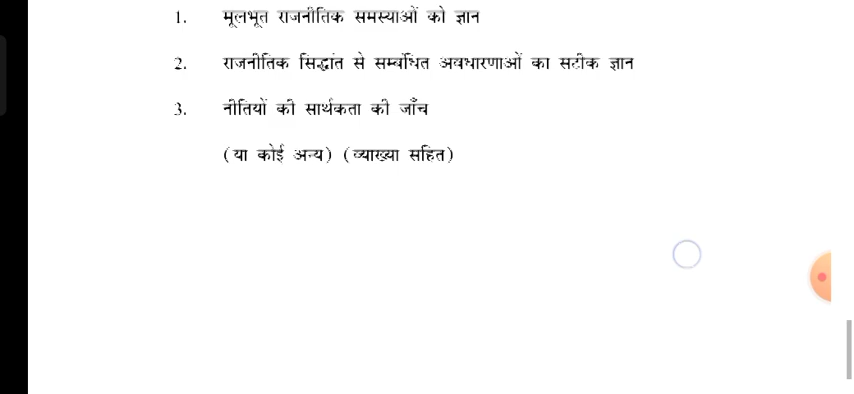 1. मूलभूत राजनीतिक समस्याओं को ज्ञान
2. राजनीतिक सिद्धांत से सम्बंधित अवधारणाओं का सटीक ज्ञान
3. नीतियों की सार्थकता की जाँच
(या कोई अन्य) (व्याख्या सहित)